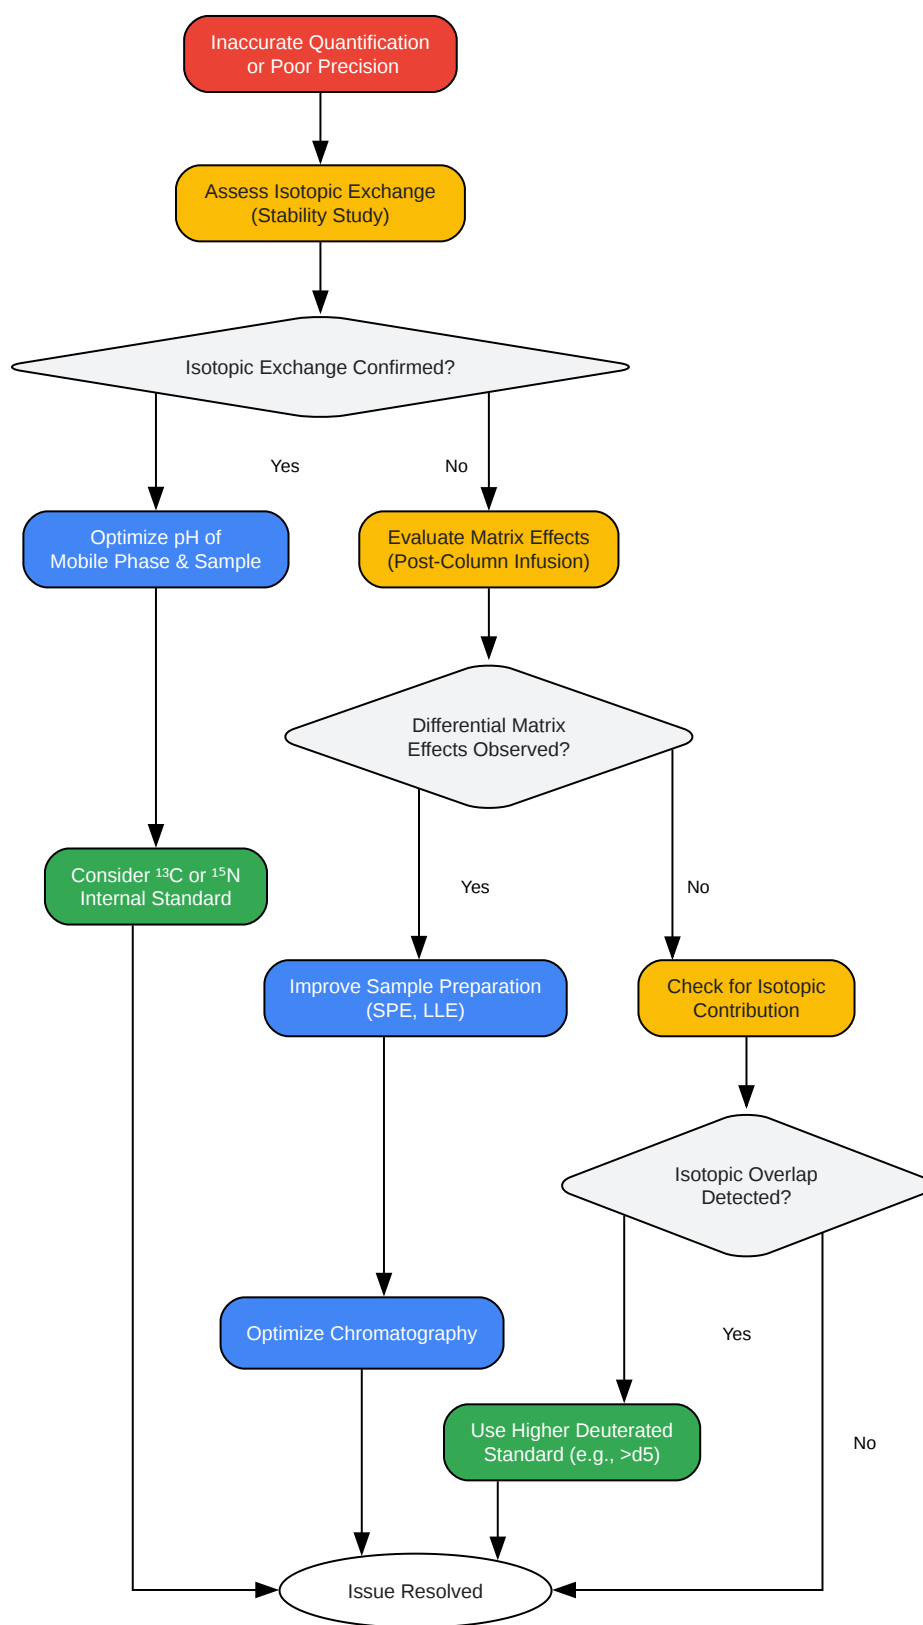 Inaccurate Quantification
or Poor Precision
Assess Isotopic Exchange
(Stability Study)
Isotopic Exchange Confirmed?
Yes
No
Optimize pH of
Mobile Phase & Sample
Evaluate Matrix Effects
(Post-Column Infusion)
Differential Matrix
Effects Observed?
Consider ¹³C or ¹⁵N
Internal Standard
Yes
No
Improve Sample Preparation
(SPE, LLE)
Check for Isotopic
Contribution
Isotopic Overlap
Detected?
Optimize Chromatography
Yes
Use Higher Deuterated
Standard (e.g., >d5)
No
Issue Resolved